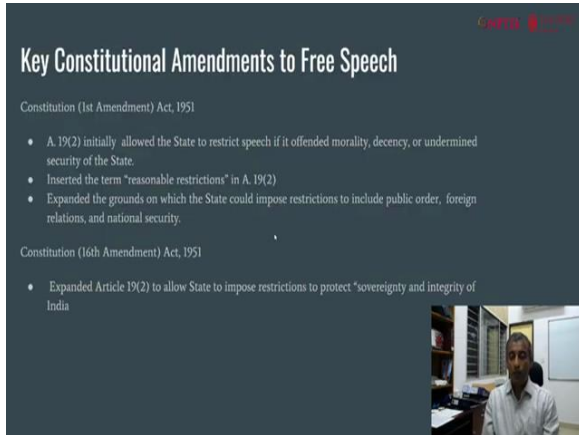 Key Constitutional Amendments to Free Speech
Constitution (1st Amendment) Act, 1951
● A. 19(2) initially allowed the State to restrict speech if it offended morality, decency, or undermined
security of the State.
● Inserted the term “reasonable restrictions” in A. 19(2)
● Expanded the grounds on which the State could impose restrictions to include public order, foreign
relations, and national security.
Constitution (16th Amendment) Act, 1951
● Expanded Article 19(2) to allow State to impose restrictions to protect “sovereignty and integrity of
India